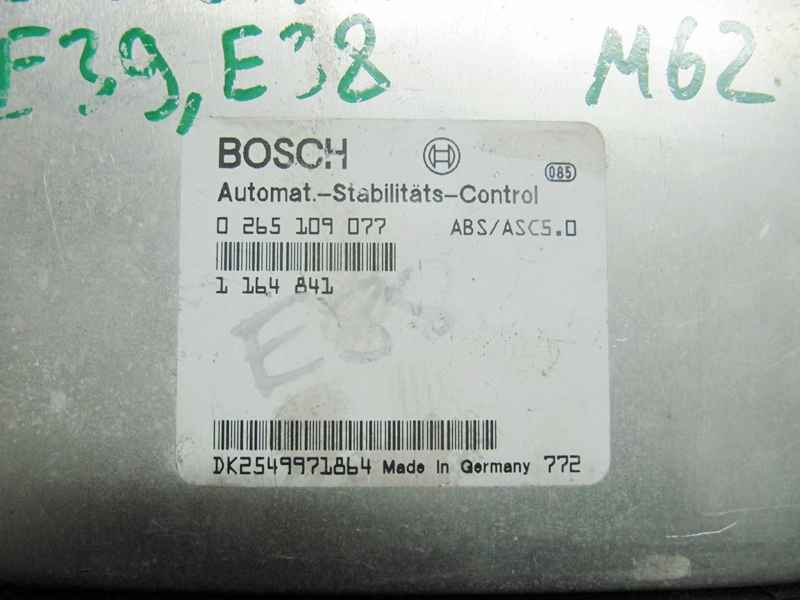 E39, E38 M62
BOSCH
085
Automat.-Stabilitäts-Control
0 265 109 077 ABS/ASC5.0
1 164 841
DK2549971864 Made in Germany 772